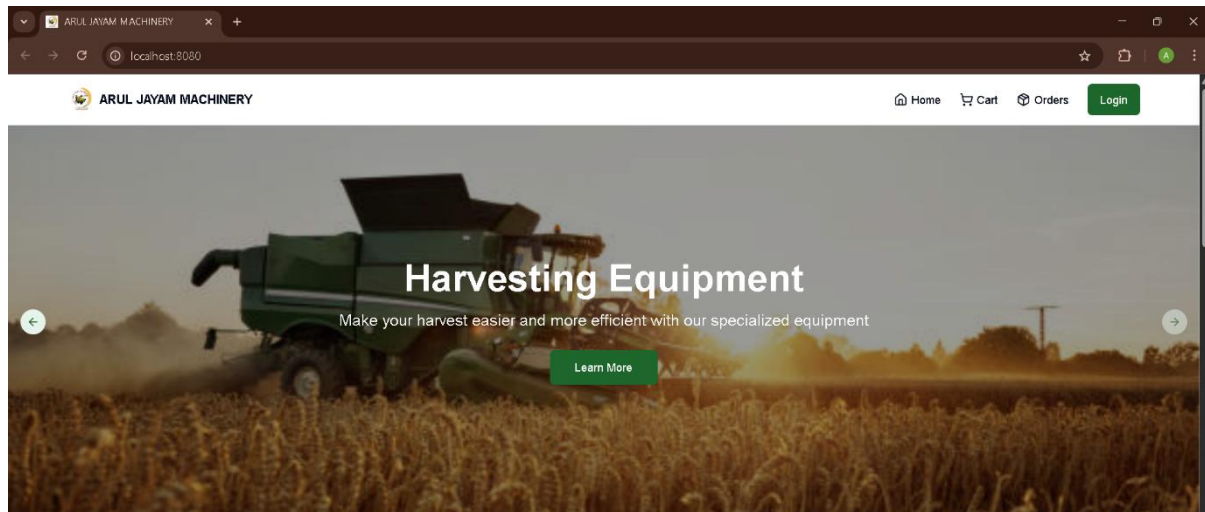 ARUL JAYAM MACHINERY
localhost:8080
A
ARUL JAYAM MACHINERY
Home
Cart
Orders
Login
Harvesting Equipment
Make your harvest easier and more efficient with our specialized equipment
Learn More